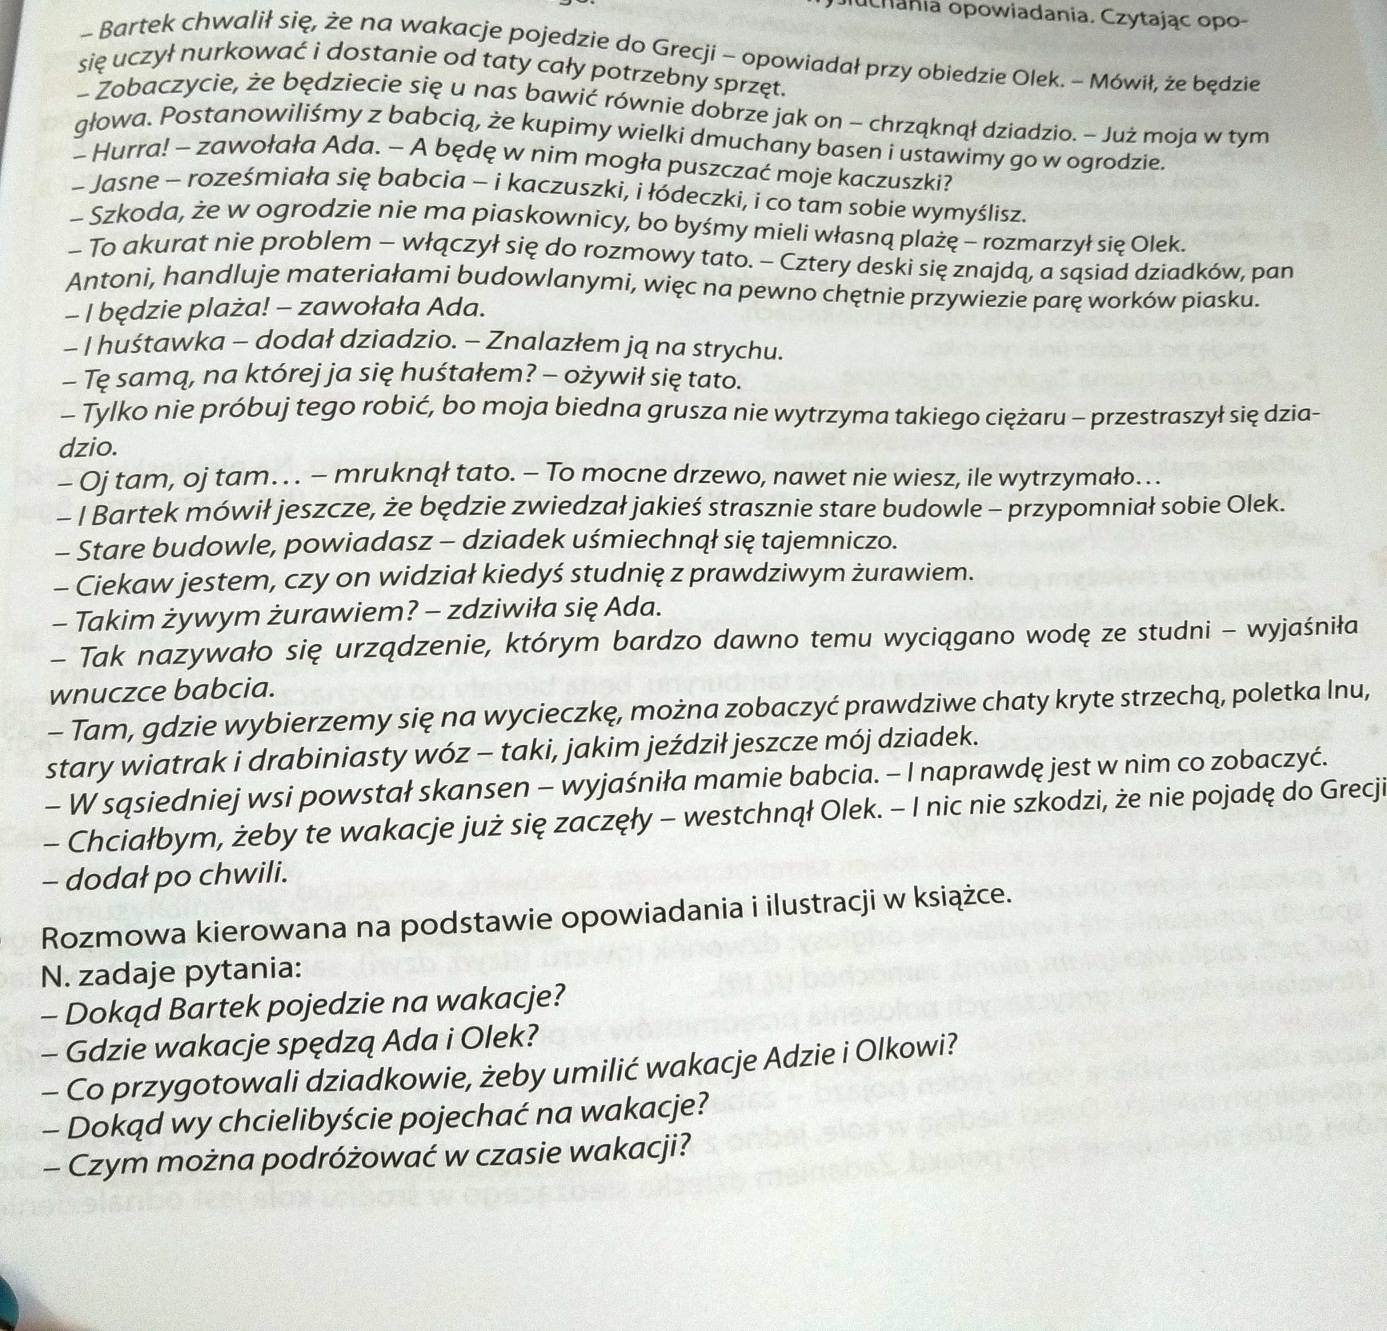 opowiadania. Czytając opo-
– Bartek chwalił się, że na wakacje pojedzie do Grecji – opowiadał przy obiedzie Olek. – Mówił, że będzie
się uczył nurkować i dostanie od taty cały potrzebny sprzęt.
– Zobaczycie, że będziecie się u nas bawić równie dobrze jak on – chrząknął dziadzio. – Już moja w tym
głowa. Postanowiliśmy z babcią, że kupimy wielki dmuchany basen i ustawimy go w ogrodzie.
– Hurra! – zawołała Ada. – A będę w nim mogła puszczać moje kaczuszki?
– Jasne – roześmiała się babcia – i kaczuszki, i łódeczki, i co tam sobie wymyślisz.
– Szkoda, że w ogrodzie nie ma piaskownicy, bo byśmy mieli własną plażę – rozmarzył się Olek.
– To akurat nie problem – włączył się do rozmowy tato. – Cztery deski się znajdą, a sąsiad dziadków, pan
Antoni, handluje materiałami budowlanymi, więc na pewno chętnie przywiezie parę worków piasku.
– I będzie plaża! – zawołała Ada.
– I huśtawka – dodał dziadzio. – Znalazłem ją na strychu.
– Tę samą, na której ja się huśtałem? – ożywił się tato.
– Tylko nie próbuj tego robić, bo moja biedna grusza nie wytrzyma takiego ciężaru – przestraszył się dzia-
dzio.
– Oj tam, oj tam… – mruknął tato. – To mocne drzewo, nawet nie wiesz, ile wytrzymało…
– I Bartek mówił jeszcze, że będzie zwiedzał jakieś strasznie stare budowle – przypomniał sobie Olek.
– Stare budowle, powiadasz – dziadek uśmiechnął się tajemniczo.
– Ciekaw jestem, czy on widział kiedyś studnię z prawdziwym żurawiem.
– Takim żywym żurawiem? – zdziwiła się Ada.
– Tak nazywało się urządzenie, którym bardzo dawno temu wyciągano wodę ze studni – wyjaśniła
wnuczce babcia.
– Tam, gdzie wybierzemy się na wycieczkę, można zobaczyć prawdziwe chaty kryte strzechą, poletka lnu,
stary wiatrak i drabiniasty wóz – taki, jakim jeździł jeszcze mój dziadek.
– W sąsiedniej wsi powstał skansen – wyjaśniła mamie babcia. – I naprawdę jest w nim co zobaczyć.
– Chciałbym, żeby te wakacje już się zaczęły – westchnął Olek. – I nic nie szkodzi, że nie pojadę do Grecji
– dodał po chwili.
Rozmowa kierowana na podstawie opowiadania i ilustracji w książce.
N. zadaje pytania:
– Dokąd Bartek pojedzie na wakacje?
– Gdzie wakacje spędzą Ada i Olek?
– Co przygotowali dziadkowie, żeby umilić wakacje Adzie i Olkowi?
– Dokąd wy chcielibyście pojechać na wakacje?
– Czym można podróżować w czasie wakacji?